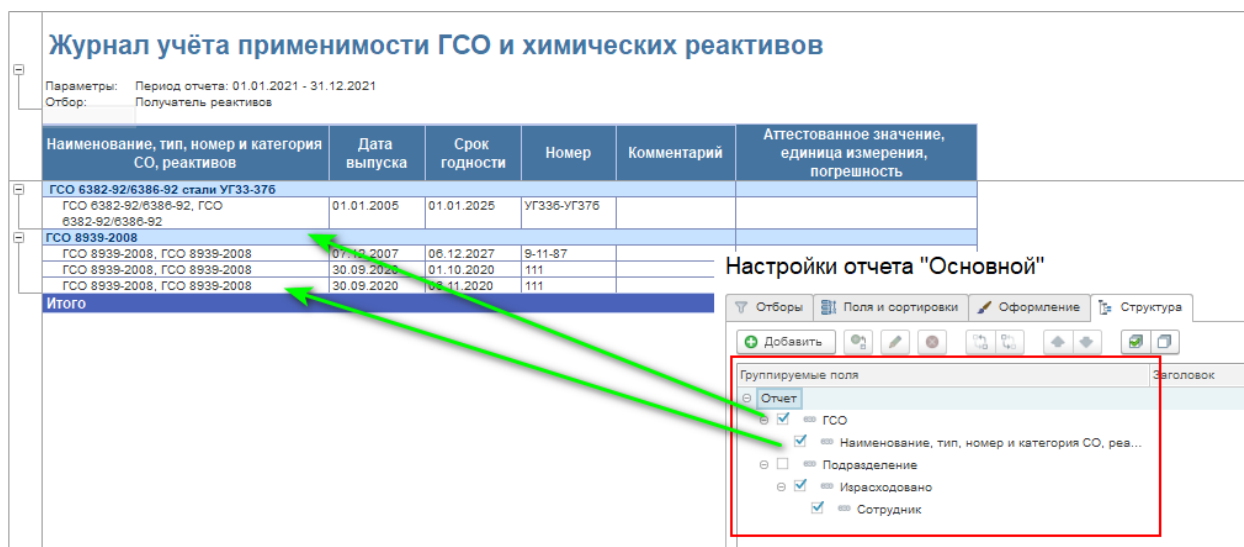 Журнал учёта применимости ГСО и химических реактивов
Параметры: Период отчета: 01.01.2021 - 31.12.2021
Отбор: Получатель реактивов
Наименование, тип, номер и категория СО, реактивов
Дата выпуска
Срок годности
Номер
Комментарий
Аттестованное значение, единица измерения, погрешность
ГСО 6382-92/6386-92 стали УГ33-37б
ГСО 6382-92/6386-92, ГСО 6382-92/6386-92 01.01.2005 01.01.2025 УГ33б-УГ37б
ГСО 8939-2008
ГСО 8939-2008, ГСО 8939-2008 07.12.2007 06.12.2027 9-11-87
ГСО 8939-2008, ГСО 8939-2008 30.09.2020 01.10.2020 111
ГСО 8939-2008, ГСО 8939-2008 30.09.2020 03.11.2020 111
Итого
Настройки отчета "Основной"
Отборы Поля и сортировки Оформление Структура
Добавить
Группируемые поля Заголовок
Отчет
ГСО
Наименование, тип, номер и категория СО, реа...
Подразделение
Израсходовано
Сотрудник